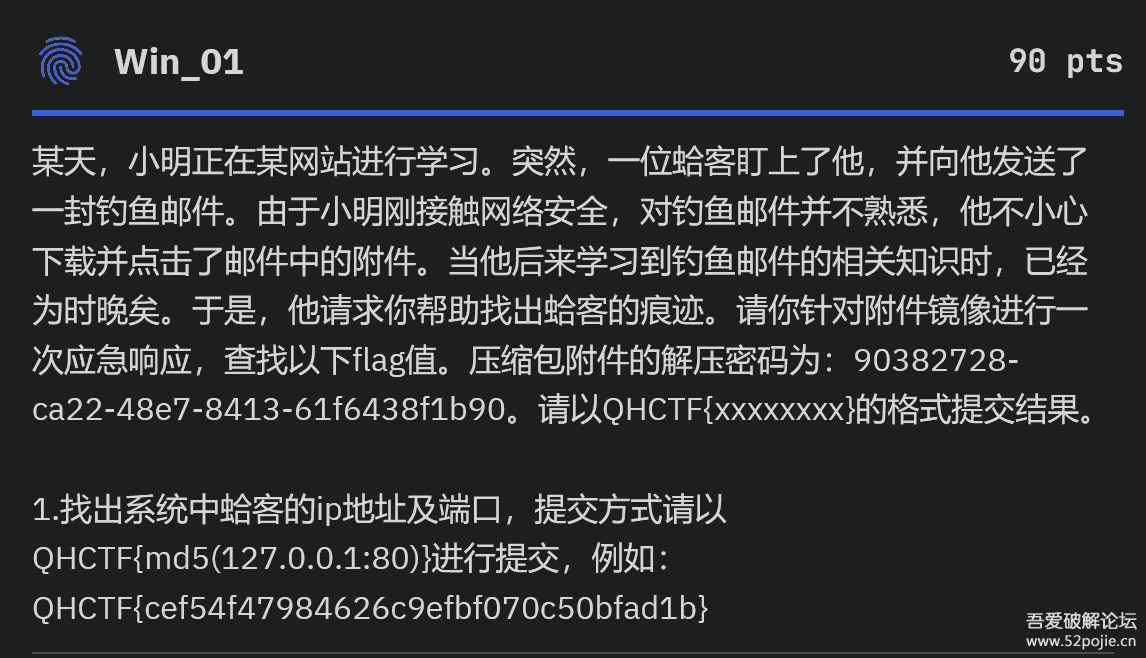 Win_01
90 pts
某天，小明正在某网站进行学习。突然，一位蛤客盯上了他，并向他发送了
一封钓鱼邮件。由于小明刚接触网络安全，对钓鱼邮件并不熟悉，他不小心
下载并点击了邮件中的附件。当他后来学习到钓鱼邮件的相关知识时，已经
为时晚矣。于是，他请求你帮助找出蛤客的痕迹。请你针对附件镜像进行一
次应急响应，查找以下flag值。压缩包附件的解压密码为：90382728-
ca22-48e7-8413-61f6438f1b90。请以QHCTF{xxxxxxxx}的格式提交结果。
1.找出系统中蛤客的ip地址及端口，提交方式请以
QHCTF{md5(127.0.0.1:80)}进行提交，例如：
QHCTF{cef54f47984626c9efbf070c50bfad1b}
吾爱破解论坛
www.52pojie.cn